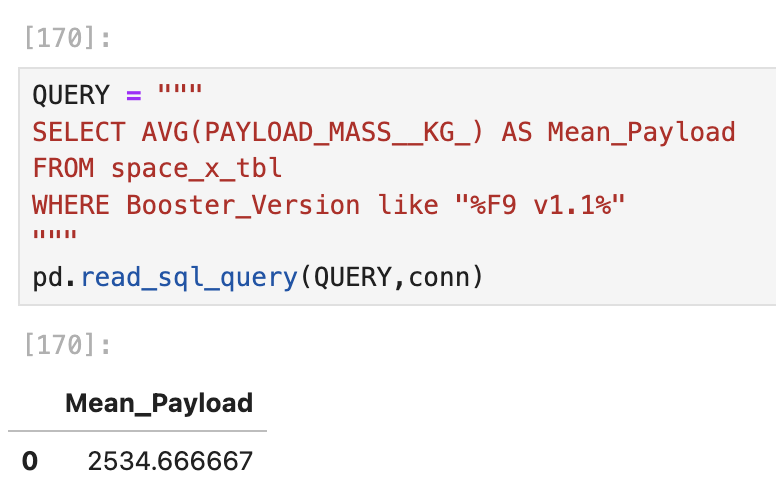 [170]:
QUERY = """
SELECT AVG(PAYLOAD_MASS__KG_) AS Mean_Payload
FROM space_x_tbl
WHERE Booster_Version like "%F9 v1.1%"
"""
pd.read_sql_query(QUERY,conn)
[170]:
Mean_Payload
0 2534.666667